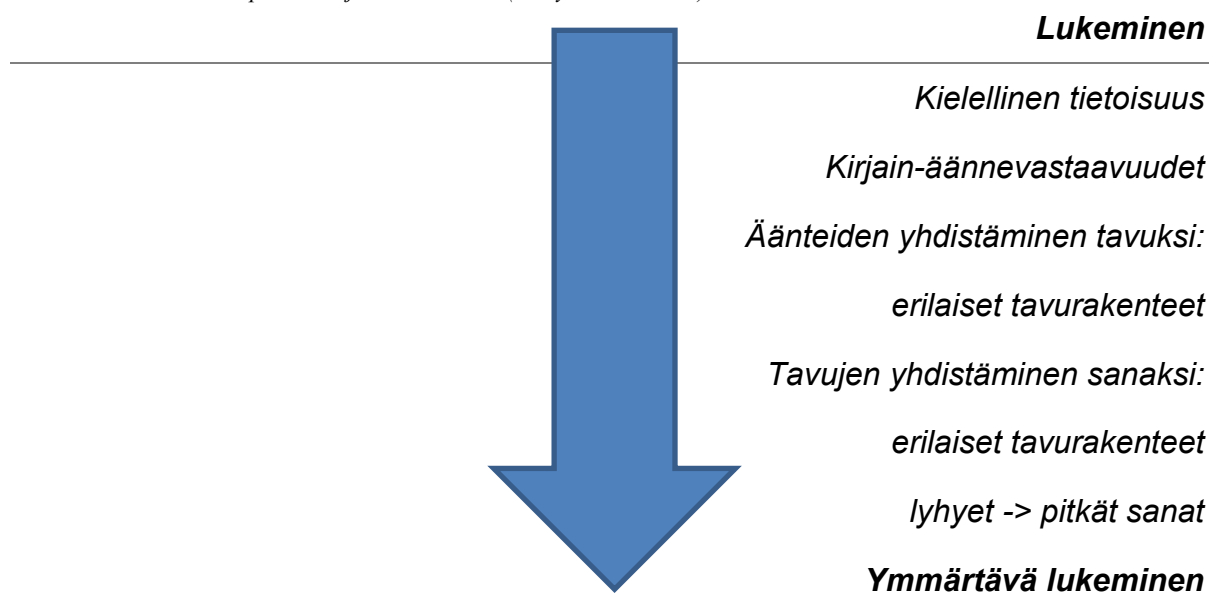 Lukeminen
Kielellinen tietoisuus
Kirjain-äännevastaavuudet
Äänteiden yhdistäminen tavuksi:
erilaiset tavurakenteet
Tavujen yhdistäminen sanaksi:
erilaiset tavurakenteet
lyhyet -> pitkät sanat
Ymmärtävä lukeminen